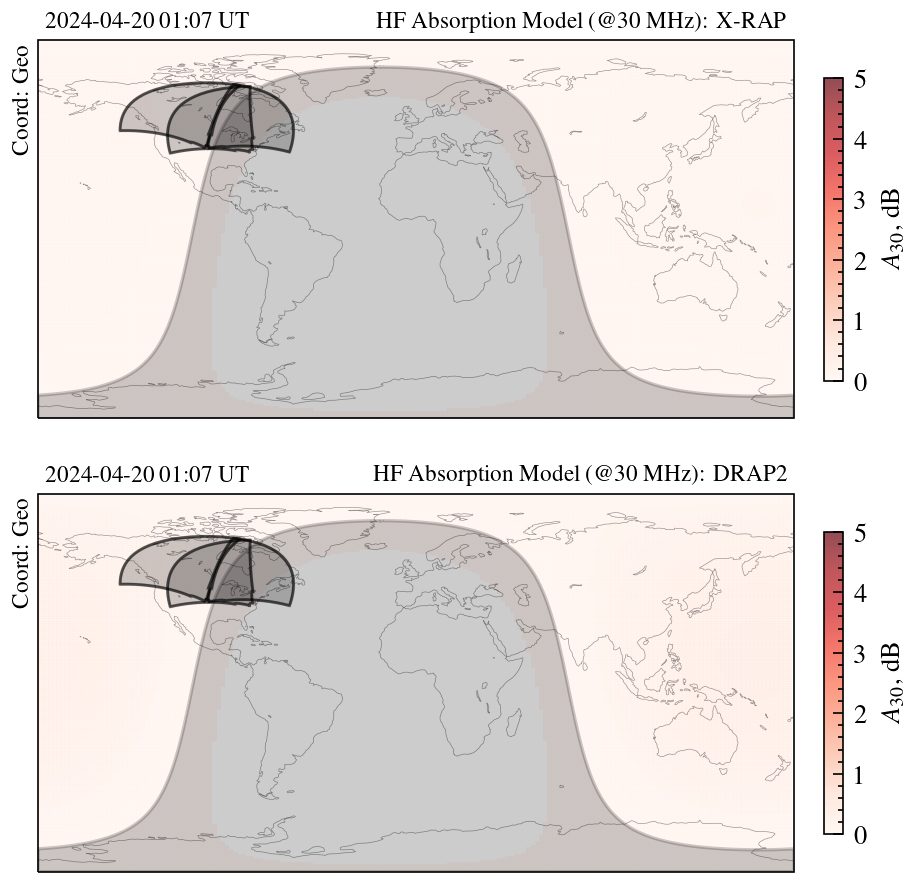 2024-04-20 01:07 UT HF Absorption Model (@30 MHz): X-RAP
Coord: Geo
5
4
3
2
1
0
A30, dB
2024-04-20 01:07 UT HF Absorption Model (@30 MHz): DRAP2
Coord: Geo
5
4
3
2
1
0
A30, dB